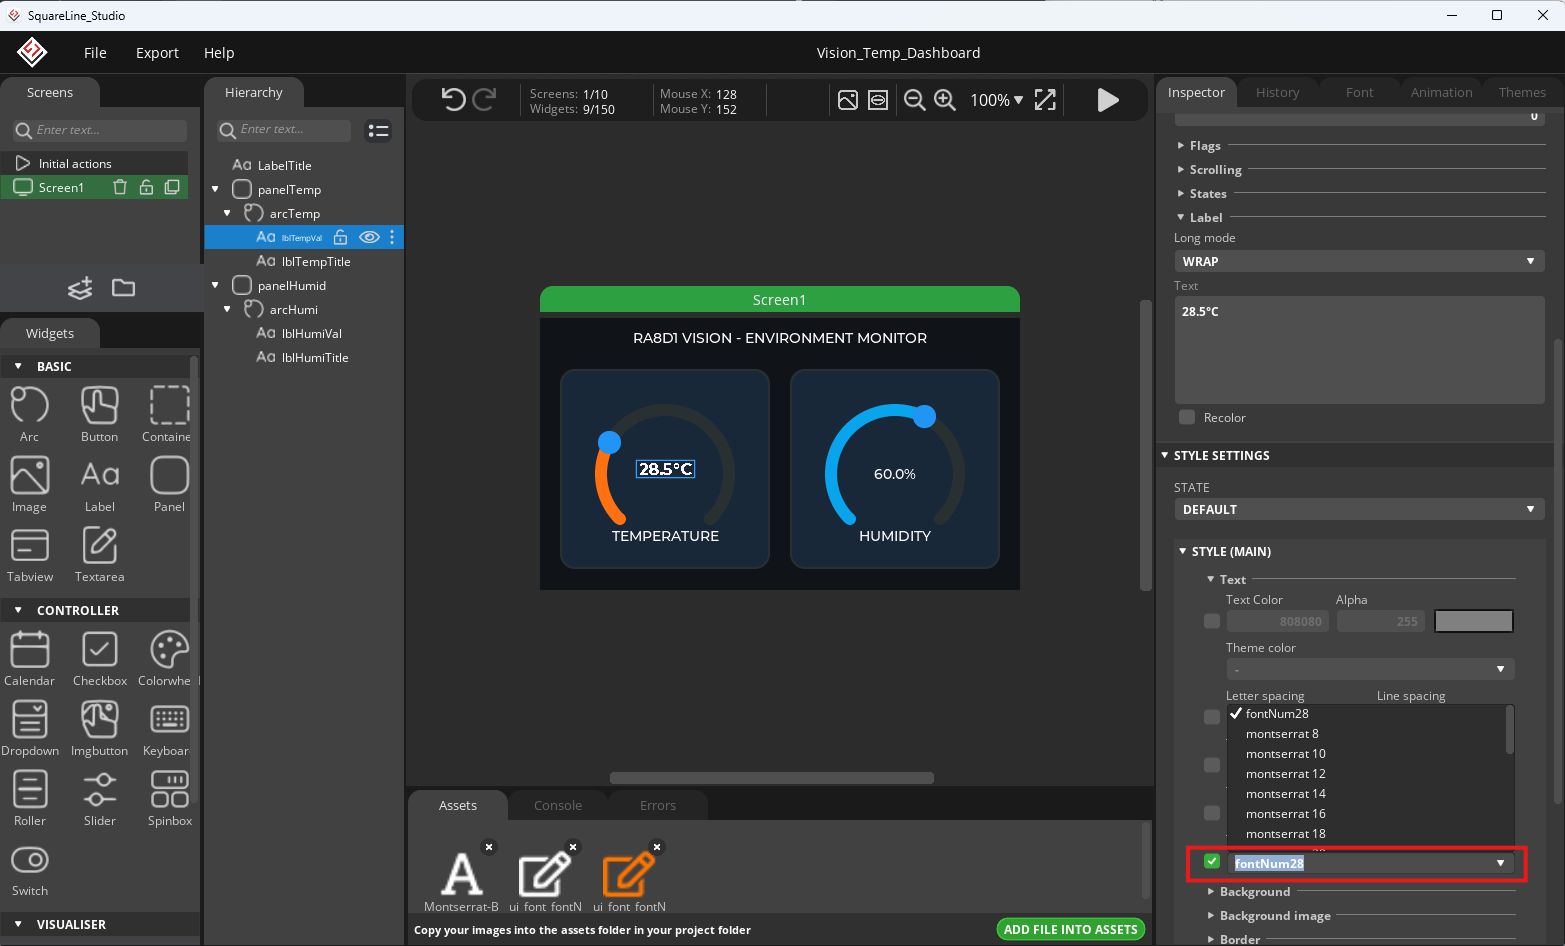 SquareLine_Studio
File Export Help
Vision_Temp_Dashboard
Screens
Enter text...
Initial actions
Screen1
Hierarchy
Enter text...
LabelTitle
panelTemp
arcTemp
lblTempVal
lblTempTitle
panelHumid
arcHumi
lblHumiVal
lblHumiTitle
Widgets
BASIC
Arc Button Containe
Image Label Panel
Tabview Textarea
CONTROLLER
Calendar Checkbox Colorwhe
Dropdown Imgbutton Keyboar
Roller Slider Spinbox
Switch
VISUALISER
Screens: 1/10
Widgets: 9/150
Mouse X: 128
Mouse Y: 152
100%
Screen1
RA8D1 VISION - ENVIRONMENT MONITOR
28.5°C
TEMPERATURE
60.0%
HUMIDITY
Assets Console Errors
Montserrat-B ui_font_fontN ui_font_fontN
Copy your images into the assets folder in your project folder
ADD FILE INTO ASSETS
Inspector History Font Animation Themes
0
Flags
Scrolling
States
Label
Long mode
WRAP
Text
28.5°C
Recolor
STYLE SETTINGS
STATE
DEFAULT
STYLE (MAIN)
Text
Text Color Alpha
808080 255
Theme color
-
Letter spacing Line spacing
fontNum28
montserrat 8
montserrat 10
montserrat 12
montserrat 14
montserrat 16
montserrat 18
fontNum28
Background
Background image
Border